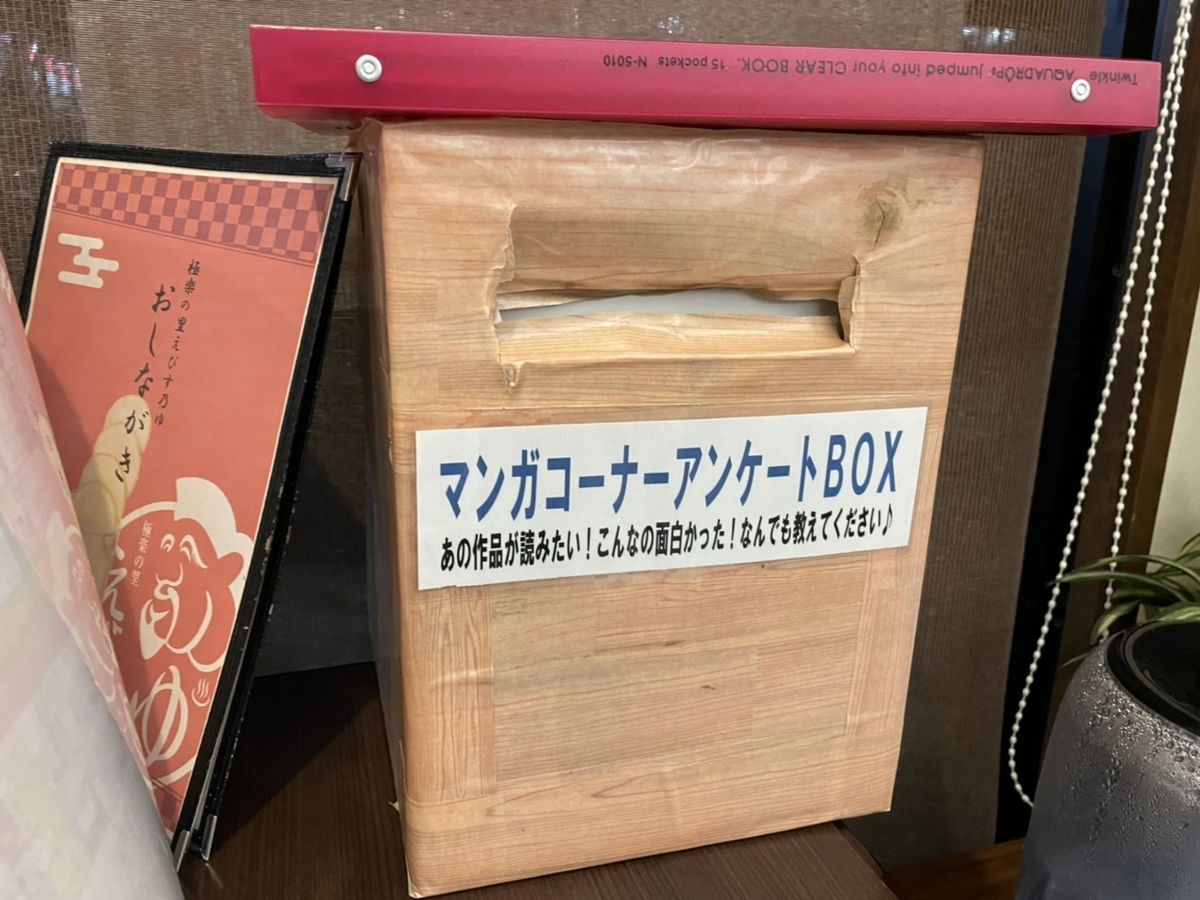 Twinkle AQUADROPs jumped into your CLEAR BOOK. 15 pockets N-5010
極楽の里えびす乃ゆ
おしながき
極楽の里
ゆ
マンガコーナーアンケートBOX
あの作品が読みたい！こんなの面白かった！なんでも教えてください♪